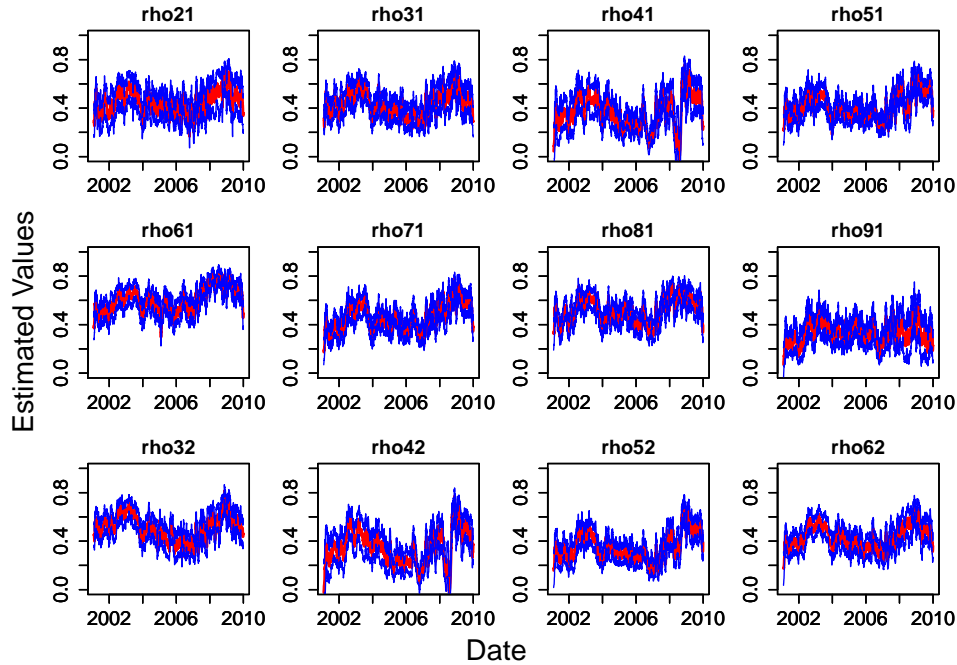 rho21 rho31 rho41 rho51
0.0 0.4 0.8 0.0 0.4 0.8 0.0 0.4 0.8 0.0 0.4 0.8
2002 2006 2010 2002 2006 2010 2002 2006 2010 2002 2006 2010
rho61 rho71 rho81 rho91
0.0 0.4 0.8 0.0 0.4 0.8 0.0 0.4 0.8 0.0 0.4 0.8
2002 2006 2010 2002 2006 2010 2002 2006 2010 2002 2006 2010
Estimated Values
rho32 rho42 rho52 rho62
0.0 0.4 0.8 0.0 0.4 0.8 0.0 0.4 0.8 0.0 0.4 0.8
2002 2006 2010 2002 2006 2010 2002 2006 2010 2002 2006 2010
Date